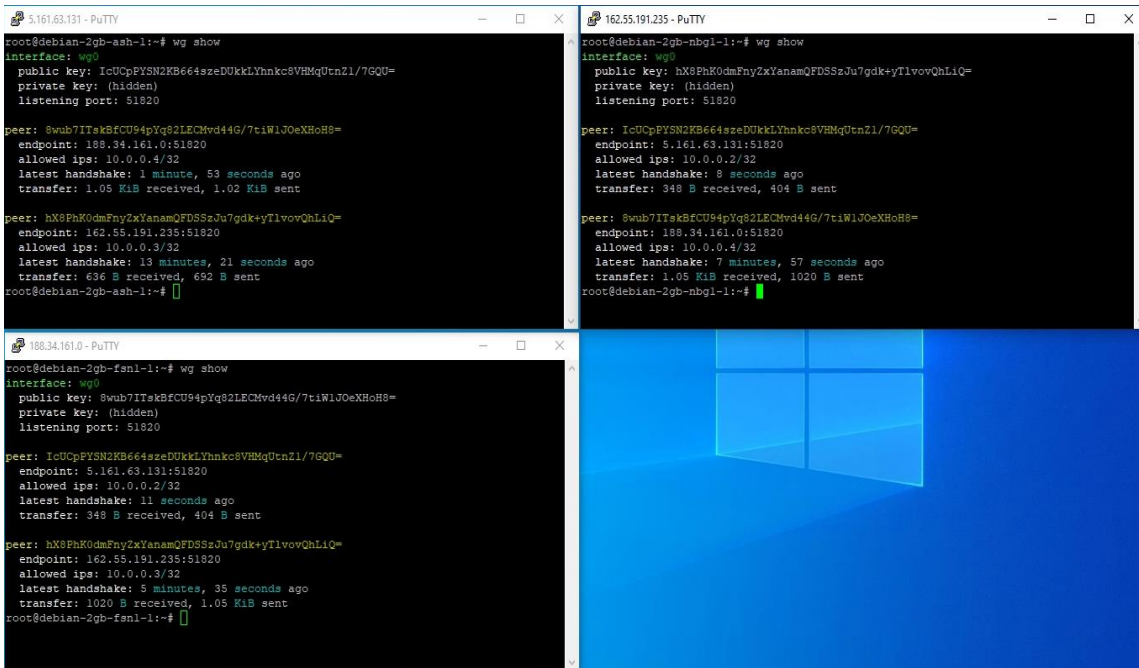 5.161.63.131 - PuTTY
root@debian-2gb-ash-1:~# wg show
interface: wg0
public key: IcUCpPYSN2KB664szeDUkkLYhnkc8VHMqUtnZ1/7GQU=
private key: (hidden)
listening port: 51820
peer: 8wub7ITskBfCU94pYq82LECMvd44G/7tiW1JOeXHoH8=
endpoint: 188.34.161.0:51820
allowed ips: 10.0.0.4/32
latest handshake: 1 minute, 53 seconds ago
transfer: 1.05 KiB received, 1.02 KiB sent
peer: hX8PhK0dmFnyZxYanamQFDSSzJu7gdk+yTlvovQhLiQ=
endpoint: 162.55.191.235:51820
allowed ips: 10.0.0.3/32
latest handshake: 13 minutes, 21 seconds ago
transfer: 636 B received, 692 B sent
root@debian-2gb-ash-1:~#
162.55.191.235 - PuTTY
root@debian-2gb-nbg1-1:~# wg show
interface: wg0
public key: hX8PhK0dmFnyZxYanamQFDSSzJu7gdk+yTlvovQhLiQ=
private key: (hidden)
listening port: 51820
peer: IcUCpPYSN2KB664szeDUkkLYhnkc8VHMqUtnZ1/7GQU=
endpoint: 5.161.63.131:51820
allowed ips: 10.0.0.2/32
latest handshake: 8 seconds ago
transfer: 348 B received, 404 B sent
peer: 8wub7ITskBfCU94pYq82LECMvd44G/7tiW1JOeXHoH8=
endpoint: 188.34.161.0:51820
allowed ips: 10.0.0.4/32
latest handshake: 7 minutes, 57 seconds ago
transfer: 1.05 KiB received, 1020 B sent
root@debian-2gb-nbg1-1:~#
188.34.161.0 - PuTTY
root@debian-2gb-fsn1-1:~# wg show
interface: wg0
public key: 8wub7ITskBfCU94pYq82LECMvd44G/7tiW1JOeXHoH8=
private key: (hidden)
listening port: 51820
peer: IcUCpPYSN2KB664szeDUkkLYhnkc8VHMqUtnZ1/7GQU=
endpoint: 5.161.63.131:51820
allowed ips: 10.0.0.2/32
latest handshake: 11 seconds ago
transfer: 348 B received, 404 B sent
peer: hX8PhK0dmFnyZxYanamQFDSSzJu7gdk+yTlvovQhLiQ=
endpoint: 162.55.191.235:51820
allowed ips: 10.0.0.3/32
latest handshake: 5 minutes, 35 seconds ago
transfer: 1020 B received, 1.05 KiB sent
root@debian-2gb-fsn1-1:~#